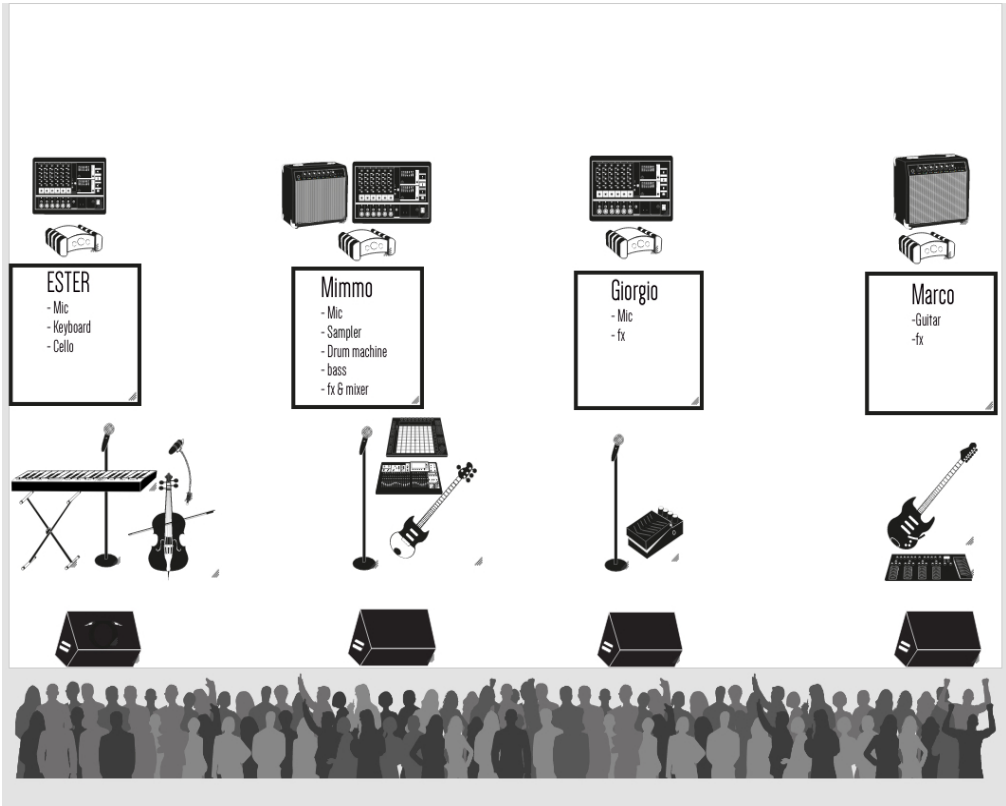 ESTER
- Mic
- Keyboard
- Cello
Mimmo
- Mic
- Sampler
- Drum machine
- bass
- fx & mixer
Giorgio
- Mic
- fx
Marco
-Guitar
-fx